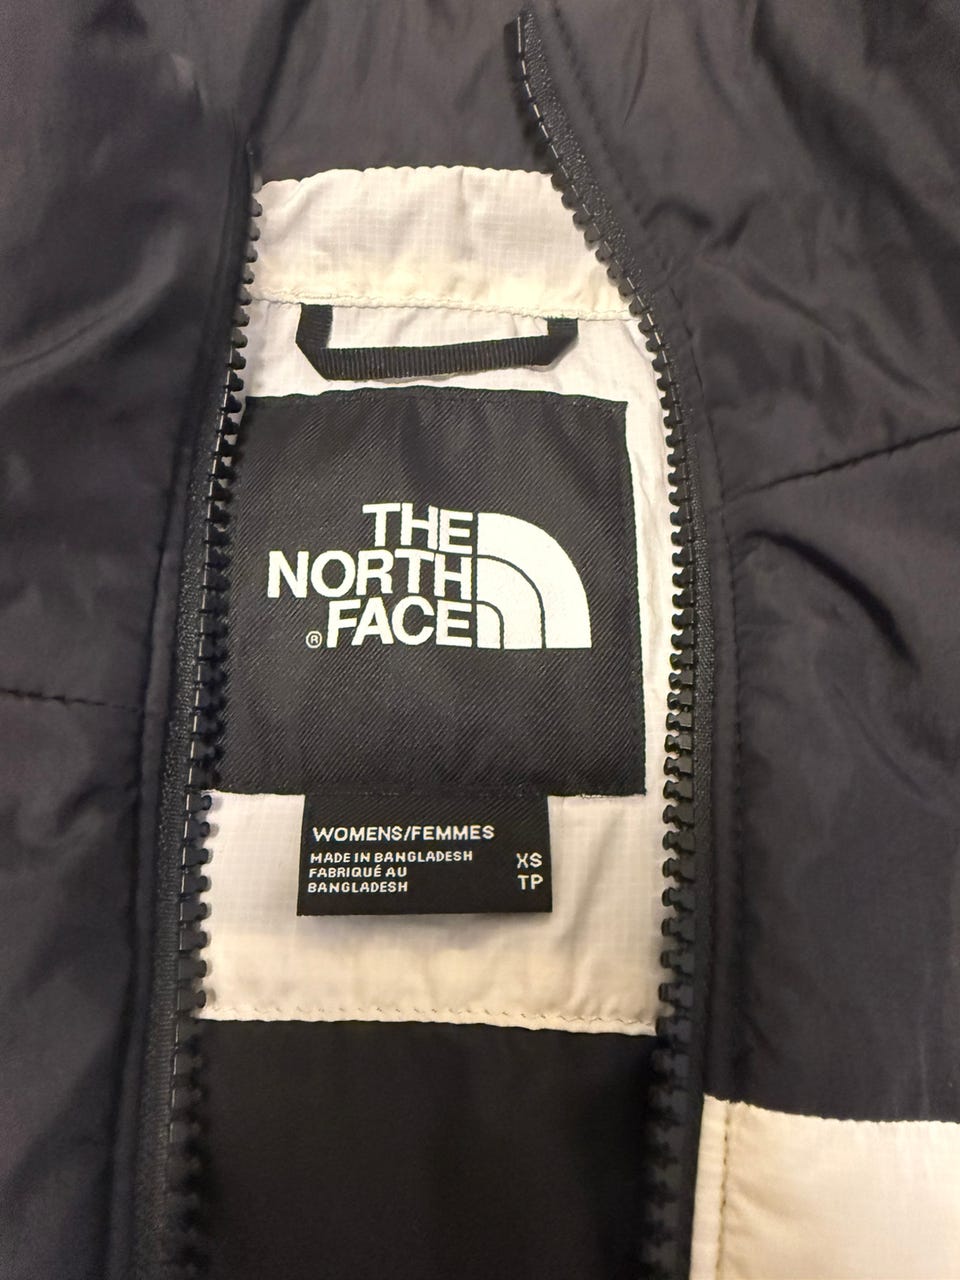 THE
NORTH
® FACE
WOMENS/FEMMES
MADE IN BANGLADESH XS
FABRIQUÉ AU TP
BANGLADESH